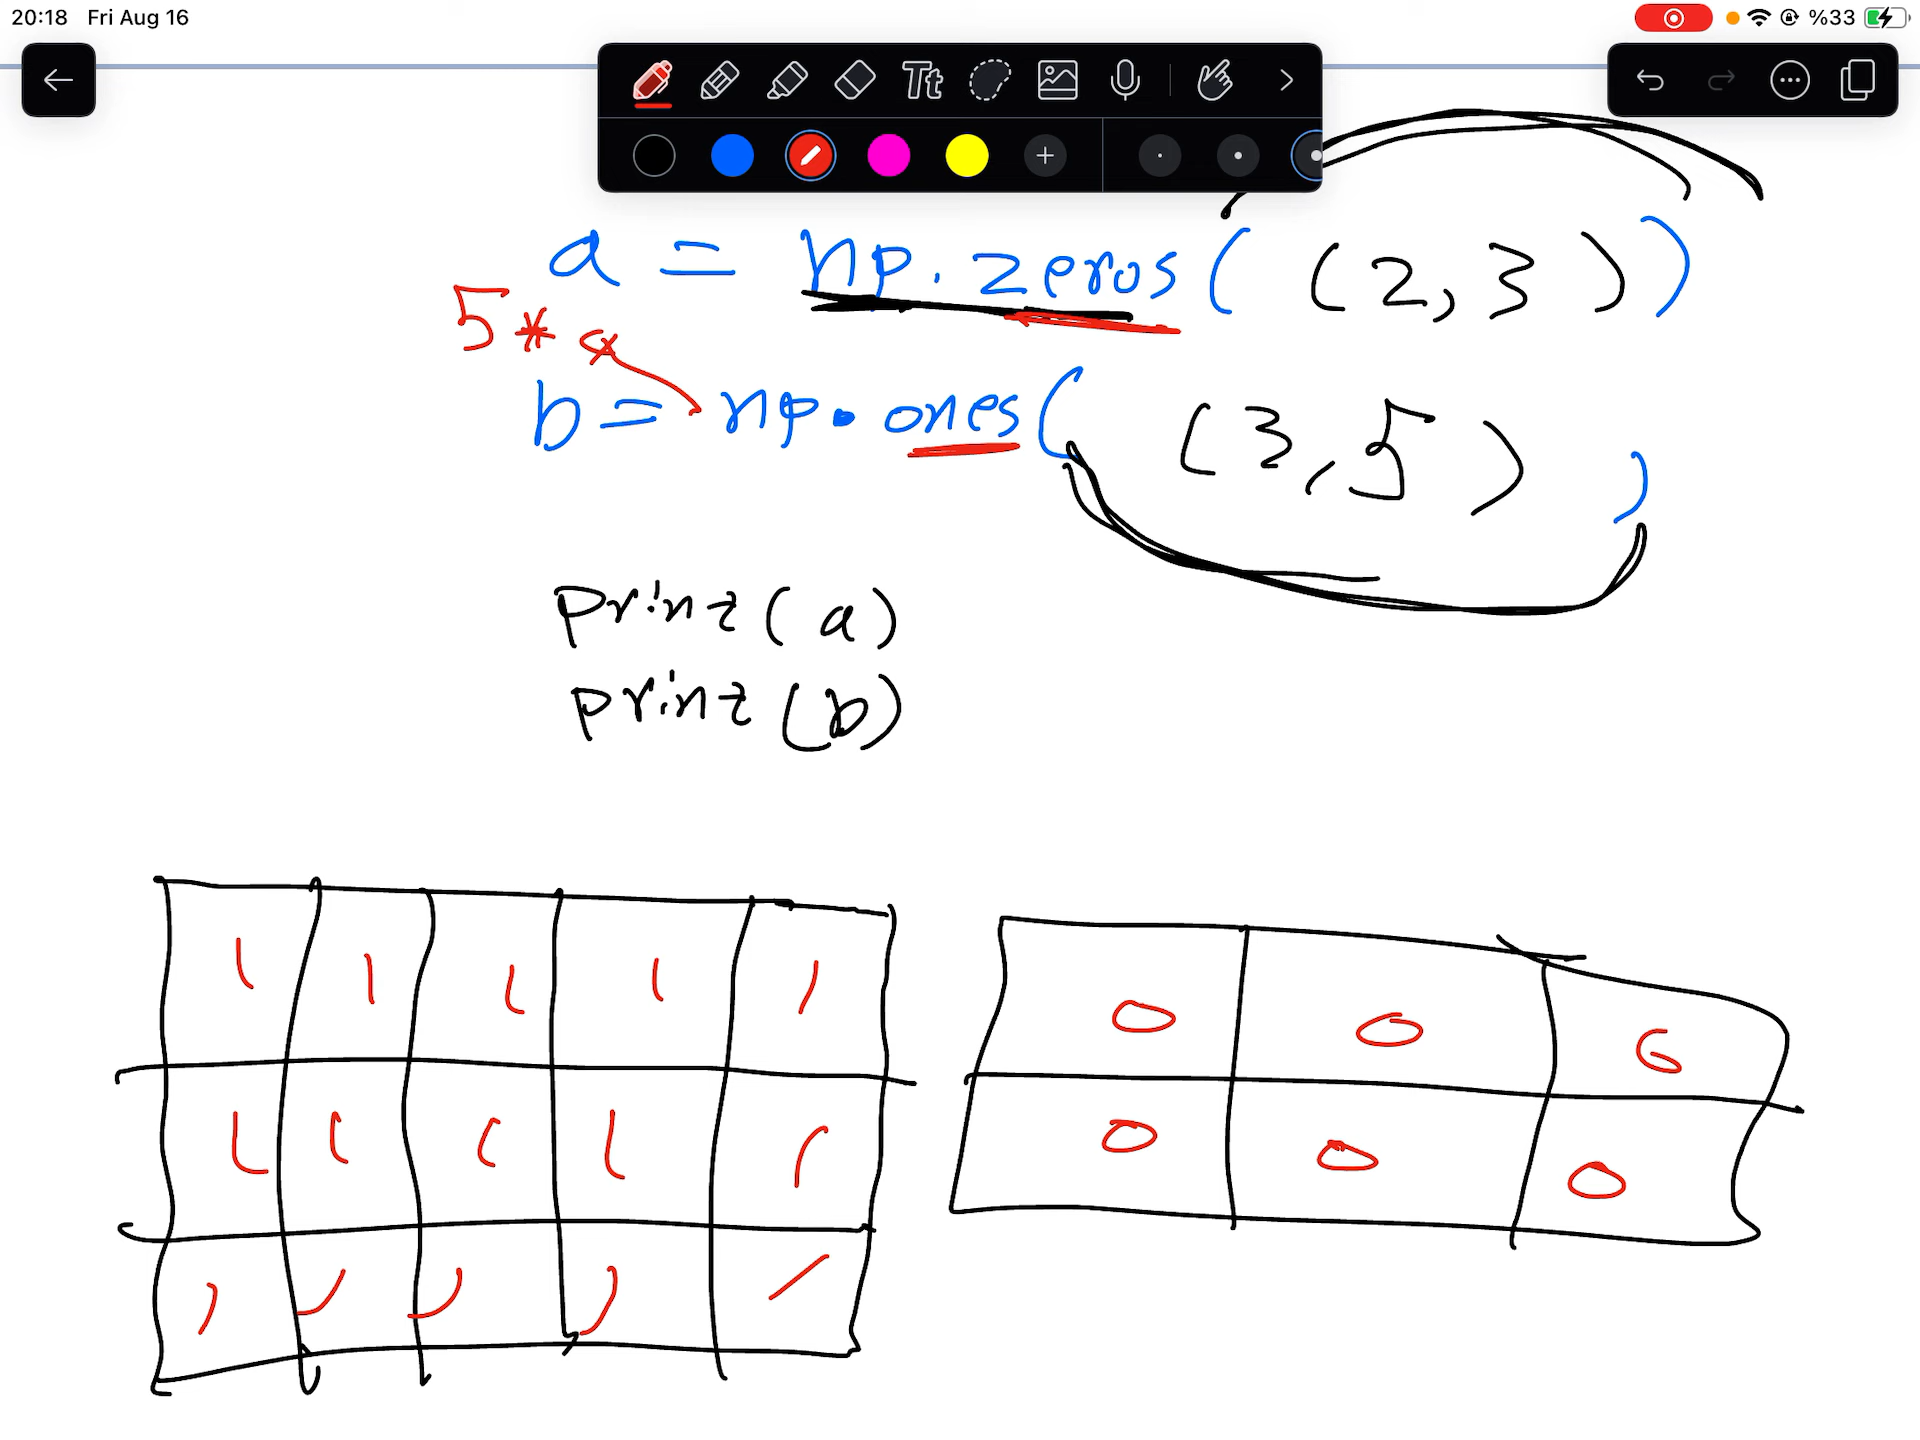 20:18 Fri Aug 16
%33
Tt
a = np.zeros((2,3))
5*
b = np.ones((3,5))
print(a)
print(b)
1 1 1 1 1
1 1 1 1 1
1 1 1 1 1
0 0 0
0 0 0